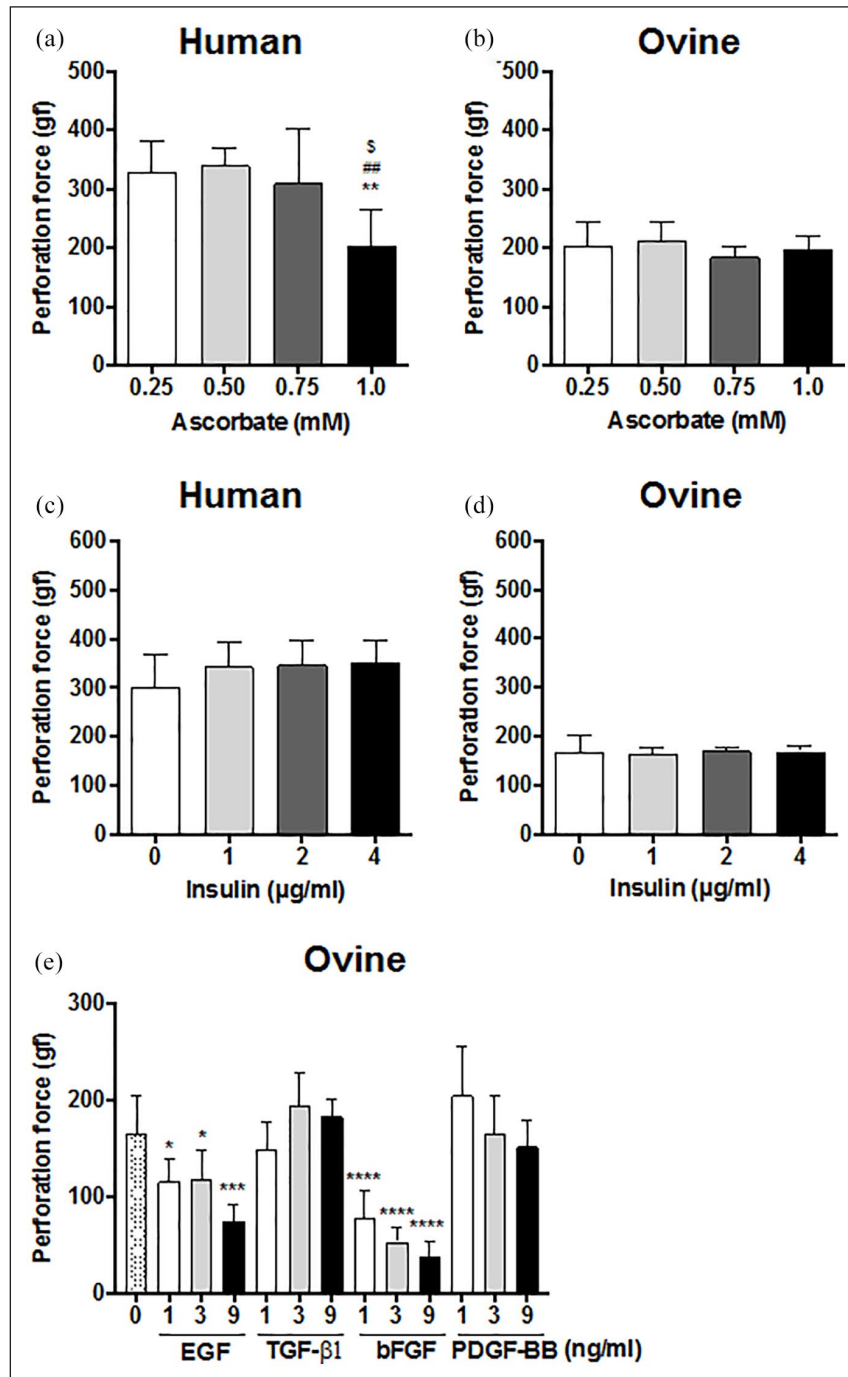 (a) Human
Perforation force (gf)
500
400
300
200
100
0
$
##
**
0.25 0.50 0.75 1.0
Ascorbate (mM)
(b) Ovine
Perforation force (gf)
500
400
300
200
100
0
0.25 0.50 0.75 1.0
Ascorbate (mM)
(c) Human
Perforation force (gf)
600
500
400
300
200
100
0
0 1 2 4
Insulin (µg/ml)
(d) Ovine
Perforation force (gf)
600
500
400
300
200
100
0
0 1 2 4
Insulin (µg/ml)
(e) Ovine
Perforation force (gf)
300
200
100
0
* * *** **** **** ****
0 1 3 9 1 3 9 1 3 9 1 3 9
EGF TGF-β1 bFGF PDGF-BB (ng/ml)